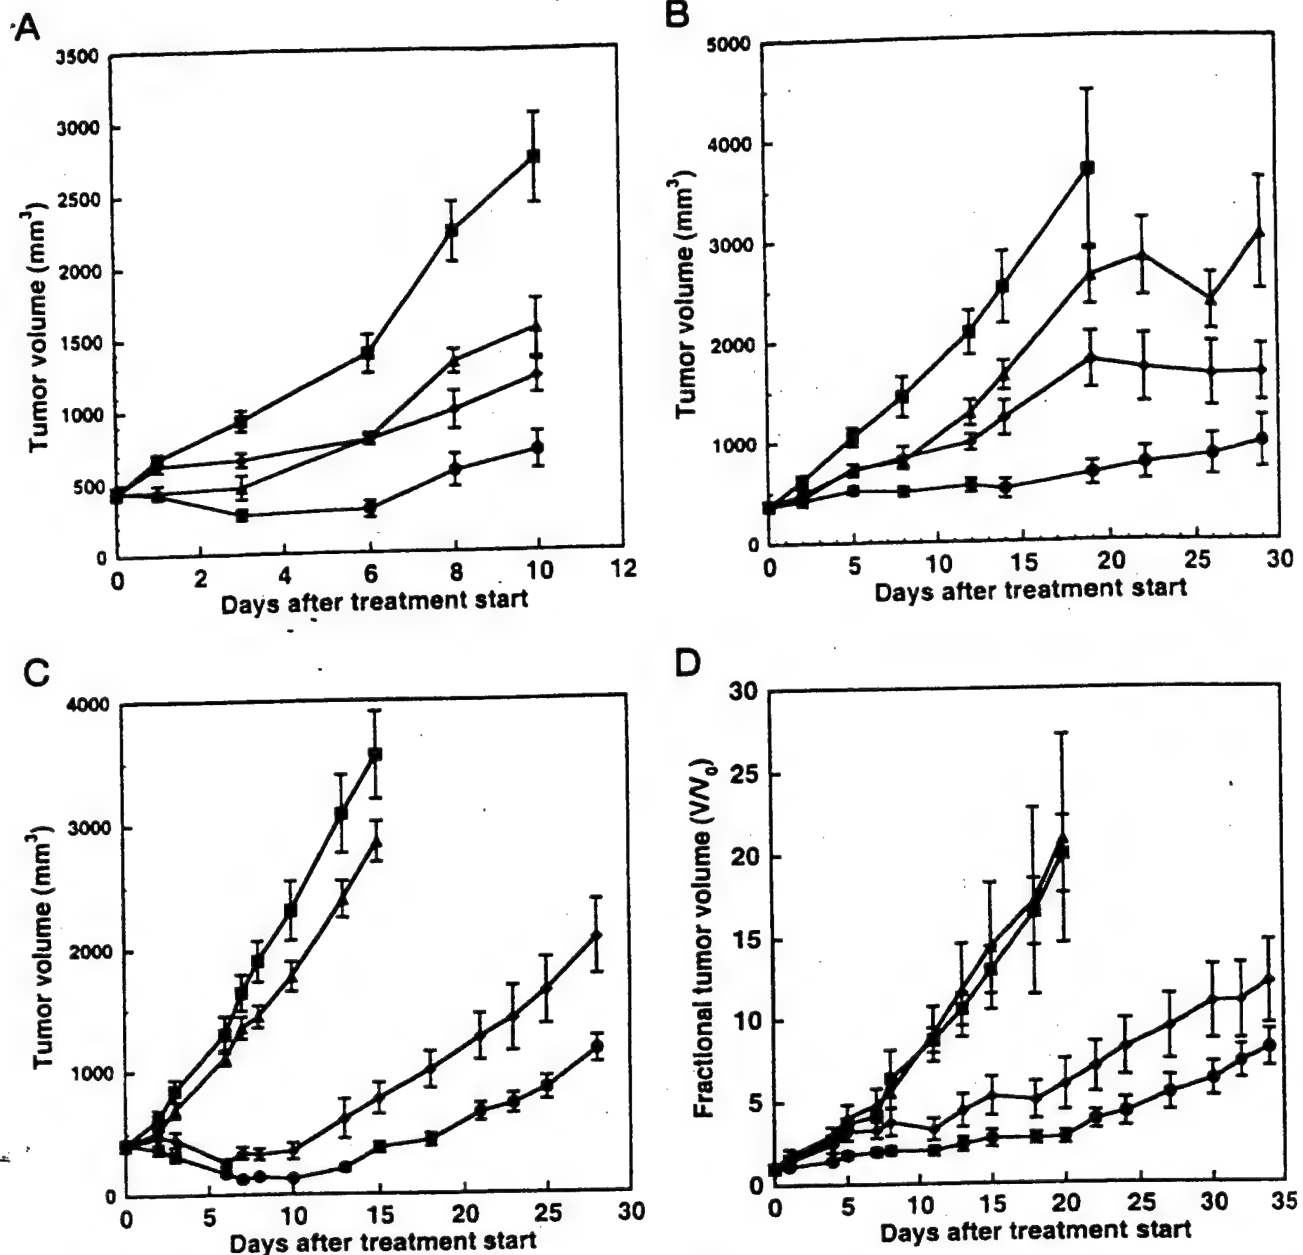 A
3500
3000
2500
2000
1500
1000
500
0
Tumor volume (mm³)
0 2 4 6 8 10 12
Days after treatment start
B
5000
4000
3000
2000
1000
0
Tumor volume (mm³)
0 5 10 15 20 25 30
Days after treatment start
C
4000
3000
2000
1000
0
Tumor volume (mm³)
0 5 10 15 20 25 30
Days after treatment start
D
30
25
20
15
10
5
0
Fractional tumor volume (V/V₀)
0 5 10 15 20 25 30 35
Days after treatment start